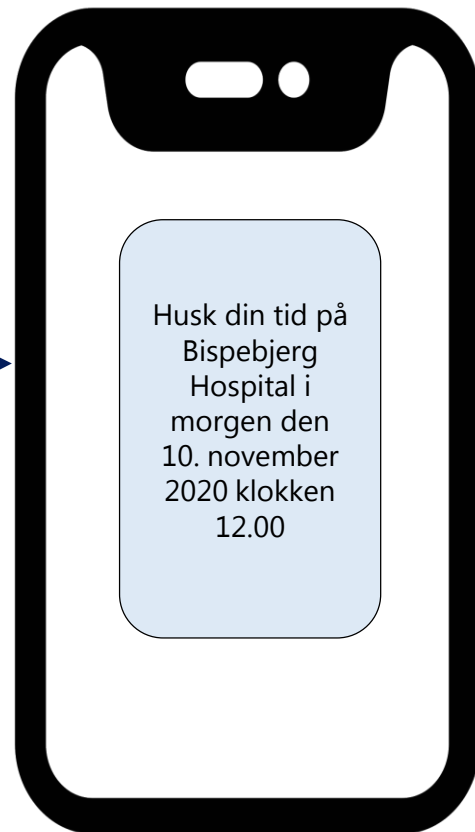 Husk din tid på
Bispebjerg
Hospital i
morgen den
10. november
2020 klokken
12.00